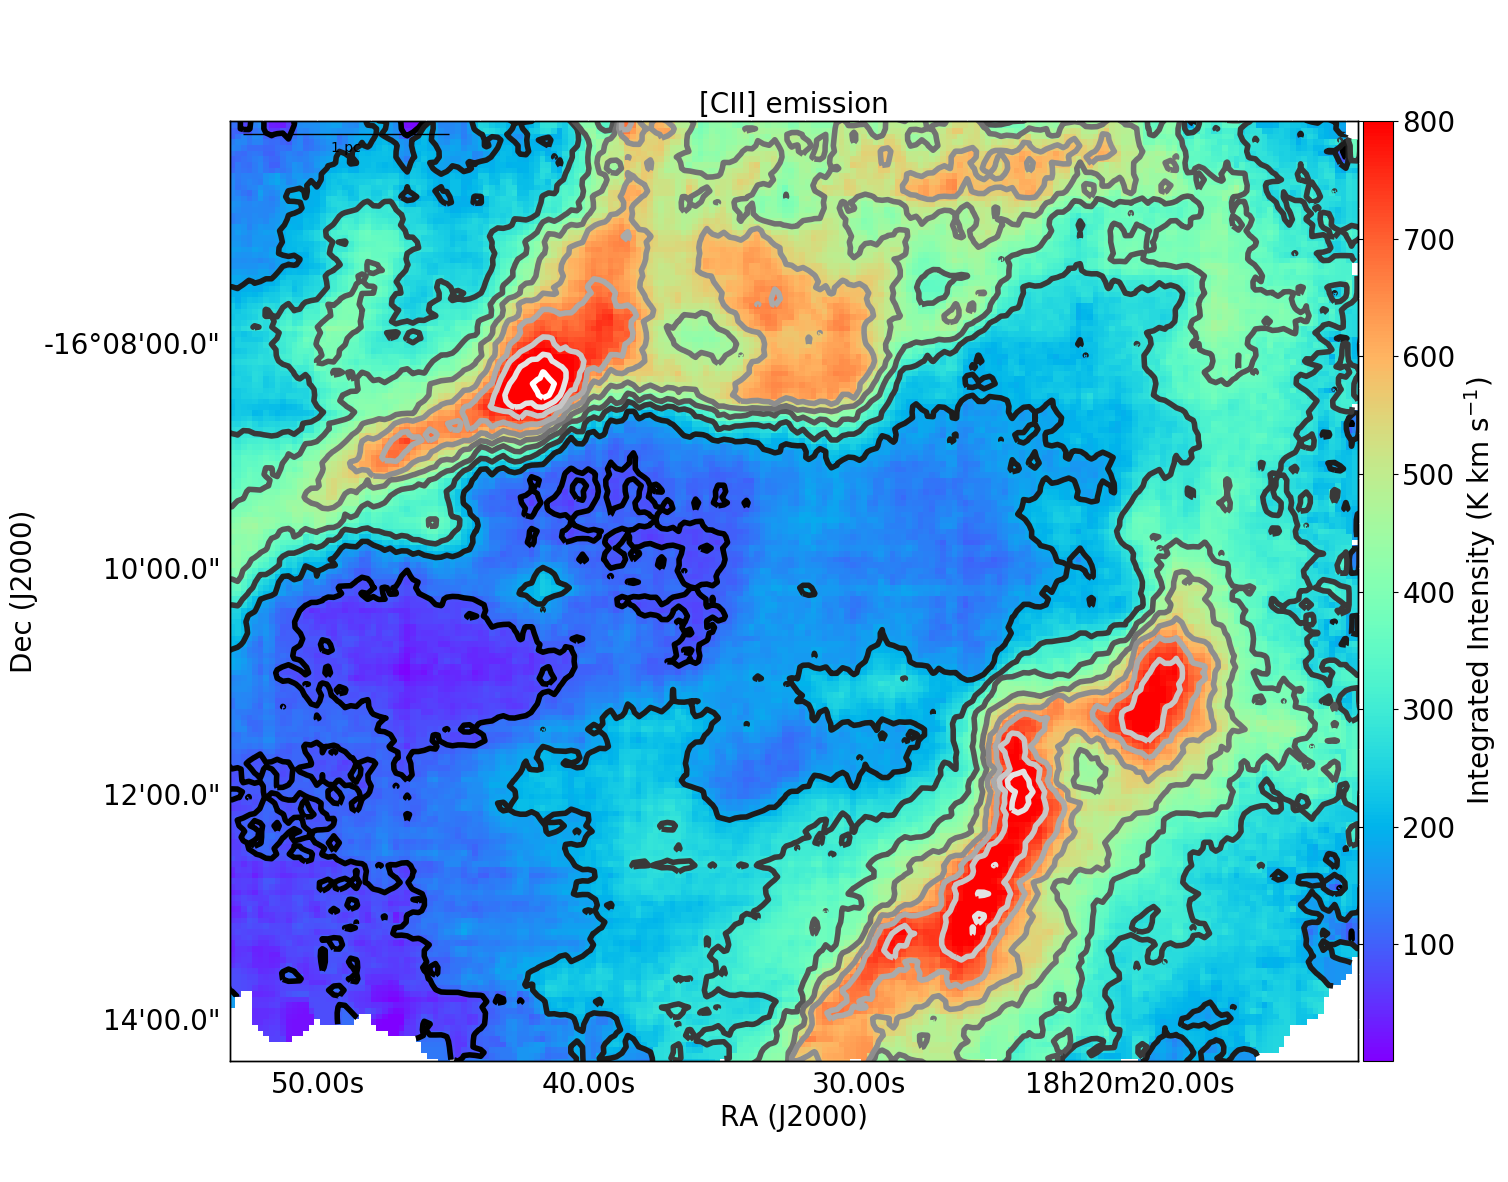 [CII] emission
1 pc
800
700
600
500
400
300
200
100
Integrated Intensity (K km s⁻¹)
-16°08'00.0"
10'00.0"
12'00.0"
14'00.0"
Dec (J2000)
50.00s 40.00s 30.00s 18h20m20.00s
RA (J2000)